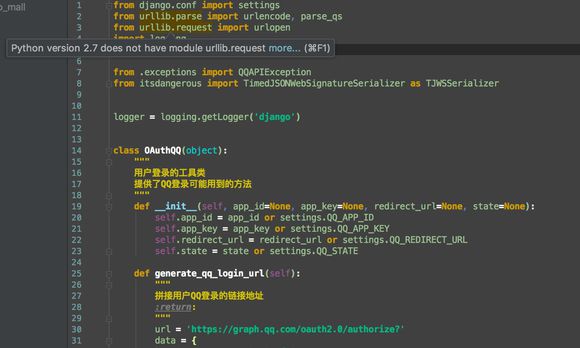 o_mall
1 from django.conf import settings
2 from urllib.parse import urlencode, parse_qs
3 from urllib.request import urlopen
Python version 2.7 does not have module urllib.request more... (⌘F1)
6
7 from .exceptions import QQAPIException
8 from itsdangerous import TimedJSONWebSignatureSerializer as TJWSSerializer
9
10
11 logger = logging.getLogger('django')
12
13
14 class OAuthQQ(object):
15 """
16 用户登录的工具类
17 提供了QQ登录可能用到的方法
18 """
19 def __init__(self, app_id=None, app_key=None, redirect_url=None, state=None):
20 self.app_id = app_id or settings.QQ_APP_ID
21 self.app_key = app_key or settings.QQ_APP_KEY
22 self.redirect_url = redirect_url or settings.QQ_REDIRECT_URL
23 self.state = state or settings.QQ_STATE
24
25 def generate_qq_login_url(self):
26 """
27 拼接用户QQ登录的链接地址
28 :return:
29 """
30 url = 'https://graph.qq.com/oauth2.0/authorize?'
31 data = {